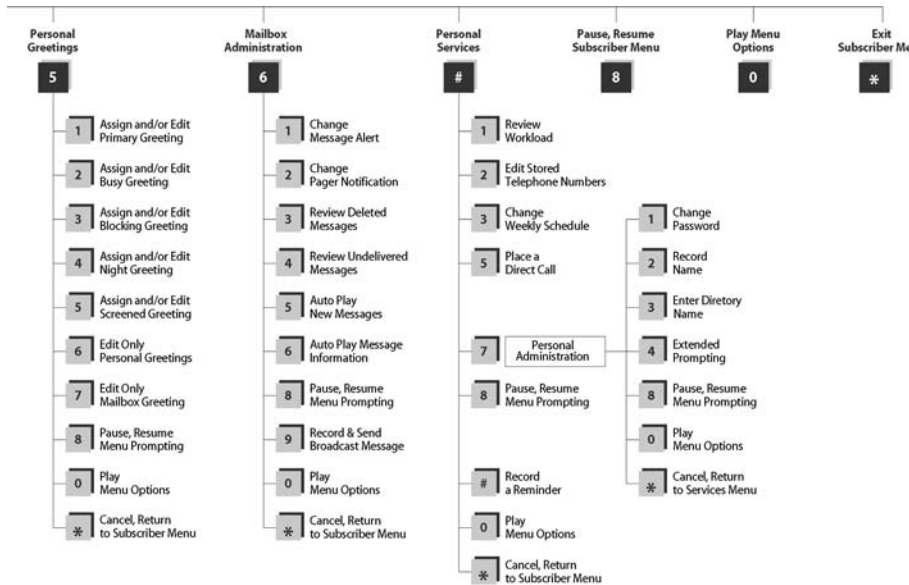 Personal
Greetings
5
1
Assign and/or Edit
Primary Greeting
2
Assign and/or Edit
Busy Greeting
3
Assign and/or Edit
Blocking Greeting
4
Assign and/or Edit
Night Greeting
5
Assign and/or Edit
Screened Greeting
6
Edit Only
Personal Greetings
7
Edit Only
Mailbox Greeting
8
Pause, Resume
Menu Prompting
0
Play
Menu Options
*
Cancel, Return
to Subscriber Menu
Mailbox
Administration
6
1
Change
Message Alert
2
Change
Pager Notification
3
Review Deleted
Messages
4
Review Undelivered
Messages
5
Auto Play
New Messages
6
Auto Play Message
Information
8
Pause, Resume
Menu Prompting
9
Record & Send
Broadcast Message
0
Play
Menu Options
*
Cancel, Return
to Subscriber Menu
Personal
Services
#
1
Review
Workload
2
Edit Stored
Telephone Numbers
3
Change
Weekly Schedule
5
Place a
Direct Call
7
Personal
Administration
8
Pause, Resume
Menu Prompting
#
Record
a Reminder
0
Play
Menu Options
*
Cancel, Return
to Subscriber Menu
1
Change
Password
2
Record
Name
3
Enter Diretory
Name
4
Extended
Prompting
8
Pause, Resume
Menu Prompting
0
Play
Menu Options
*
Cancel, Return
to Services Menu
Pause, Resume
Subscriber Menu
8
Play Menu
Options
0
Exit
Subscriber Me
*